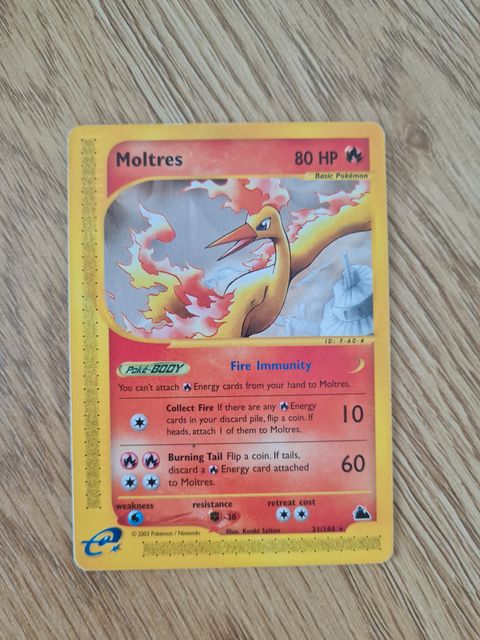 Moltres 80 HP
Basic Pokémon
ID: F-60-#
Poké-BODY Fire Immunity
You can't attach Energy cards from your hand to Moltres.
Collect Fire If there are any Energy
cards in your discard pile, flip a coin. If
heads, attach 1 of them to Moltres.
10
Burning Tail Flip a coin. If tails,
discard a Energy card attached
to Moltres.
60
weakness resistance retreat cost
-30
Illus. Kouki Saitou 21/144 ★
© 2003 Pokémon / Nintendo
e